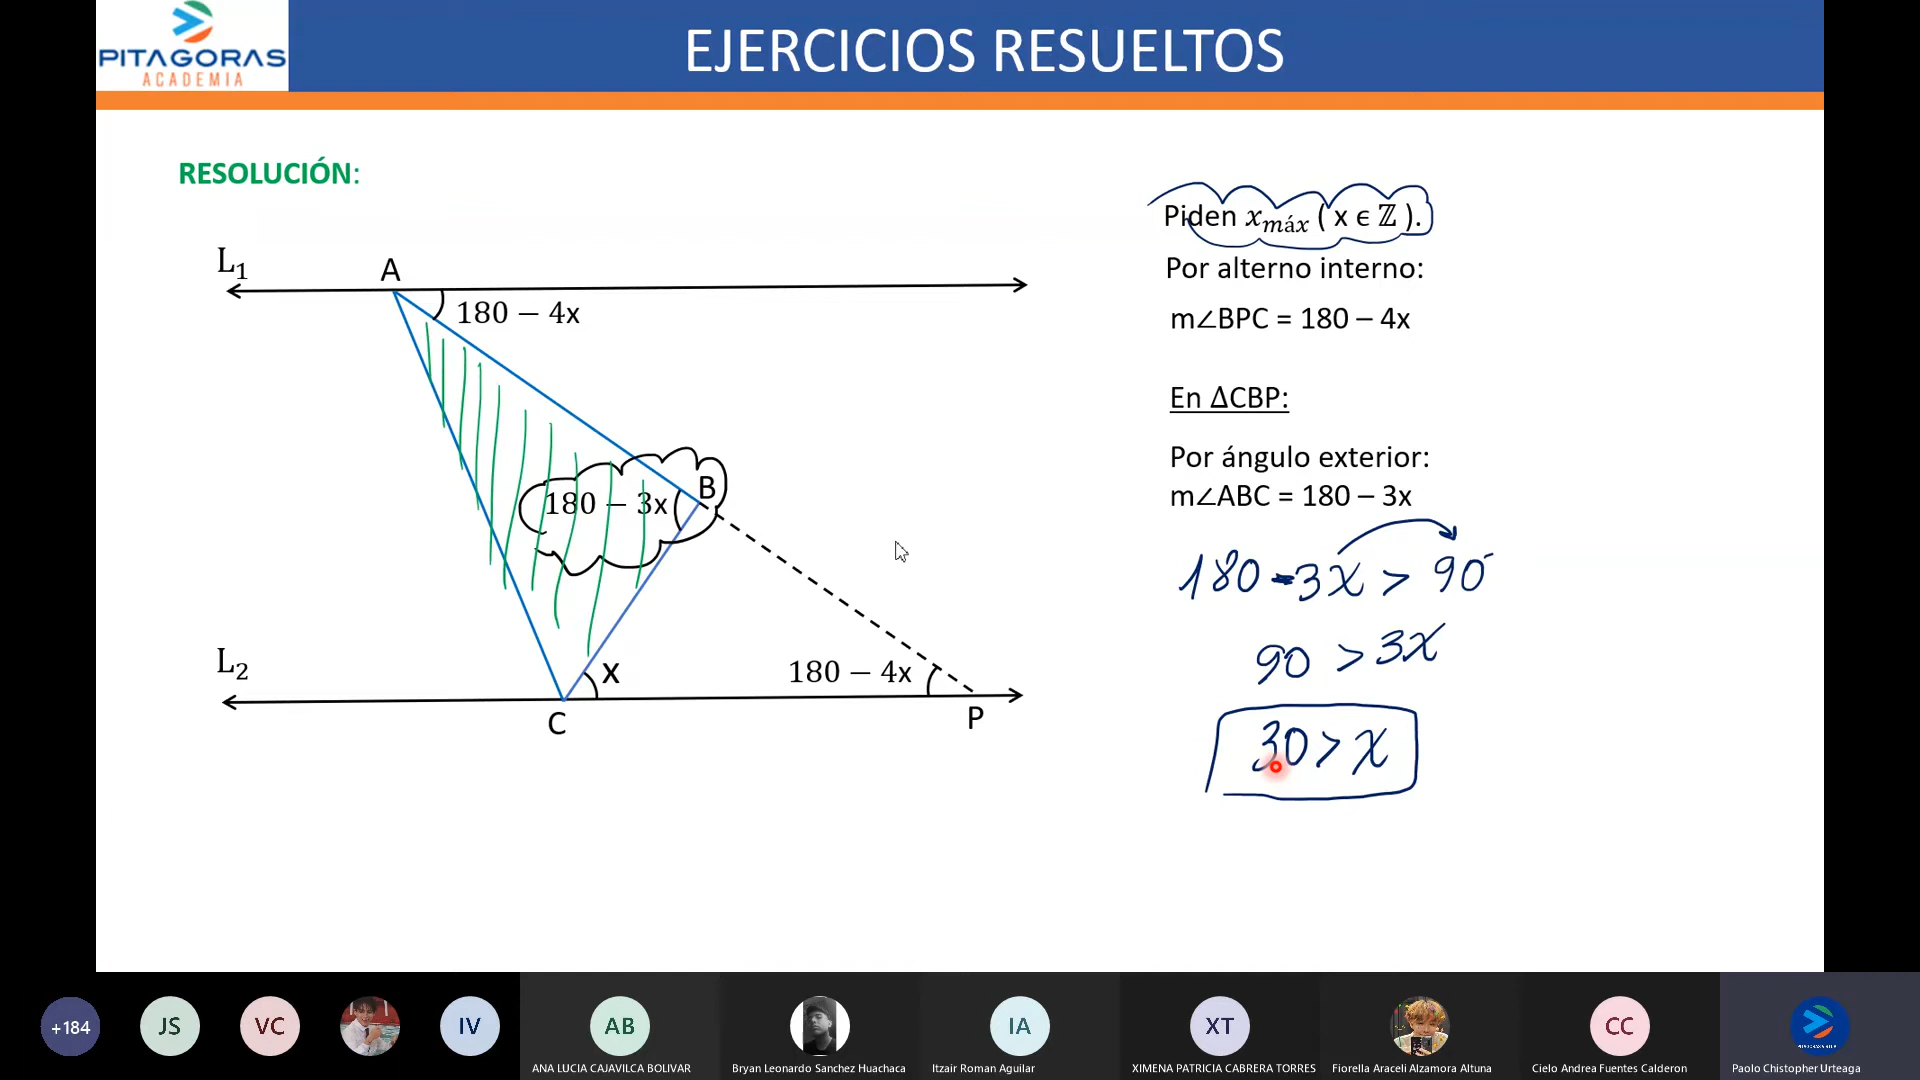 PITAGORAS
ACADEMIA
EJERCICIOS RESUELTOS
RESOLUCIÓN:
Piden xmáx ( x ϵ ℤ ).
Por alterno interno:
m∠BPC = 180 – 4x
En ΔCBP:
Por ángulo exterior:
m∠ABC = 180 – 3x
180 - 3x > 90
90 > 3x
30 > x
L1
A
180 − 4x
180 − 3x
B
L2
X
180 − 4x
C
P
+184
JS
VC
IV
AB
ANA LUCIA CAJAVILCA BOLIVAR
Bryan Leonardo Sanchez Huachaca
IA
Itzair Roman Aguilar
XT
XIMENA PATRICIA CABRERA TORRES
Fiorella Araceli Alzamora Altuna
CC
Cielo Andrea Fuentes Calderon
Paolo Chistopher Urteaga